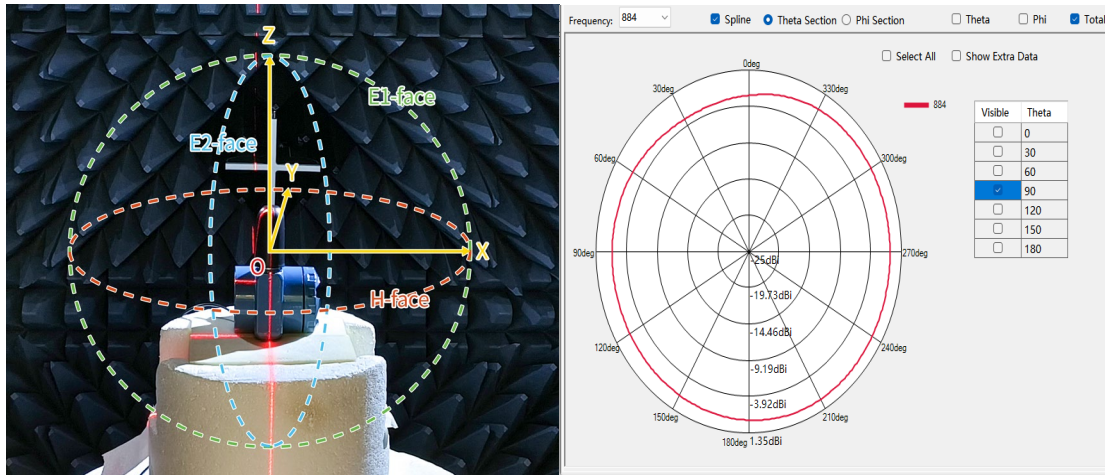 Z
E1-face
E2-face
Y
X
O
H-face
Frequency: 884 Spline Theta Section Phi Section Theta Phi Total
Select All Show Extra Data
884
Visible Theta
0
30
60
90
120
150
180
0deg
30deg
330deg
60deg
300deg
90deg
270deg
120deg
240deg
150deg
210deg
180deg
-25dBi
-19.73dBi
-14.46dBi
-9.19dBi
-3.92dBi
1.35dBi